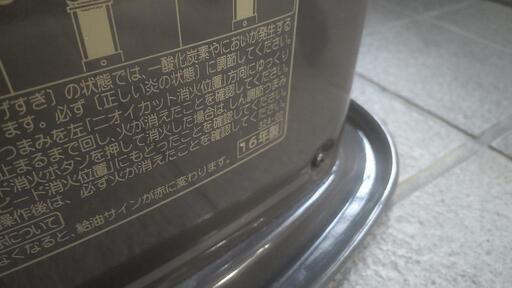 げすぎ〕の状態では、一酸化炭素やにおいが発生する
ます。必ず〔正しい炎の状態〕に調節してください。
つまみを左「ニオイカット消火位置」方向にゆっくり
止まるまで回し、火が消えたことを確認してください。
ド消火ボタンを押して消火した場合は、しん調節つまみ
ード消火位置」にもどったことを確認してください。
操作後は、必ず火が消えたことを確認してください。
について
なくなると、給油サインが赤に変わります。
16年製